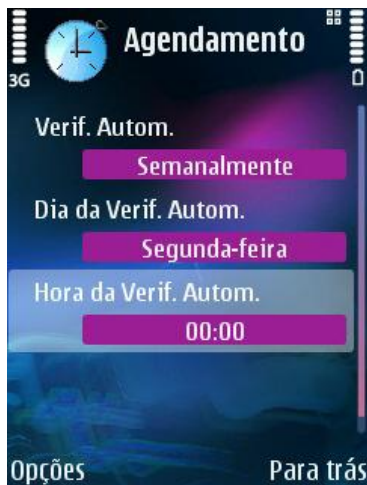 Agendamento
3G
Verif. Autom.
Semanalmente
Dia da Verif. Autom.
Segunda-feira
Hora da Verif. Autom.
00:00
Opções
Para trás